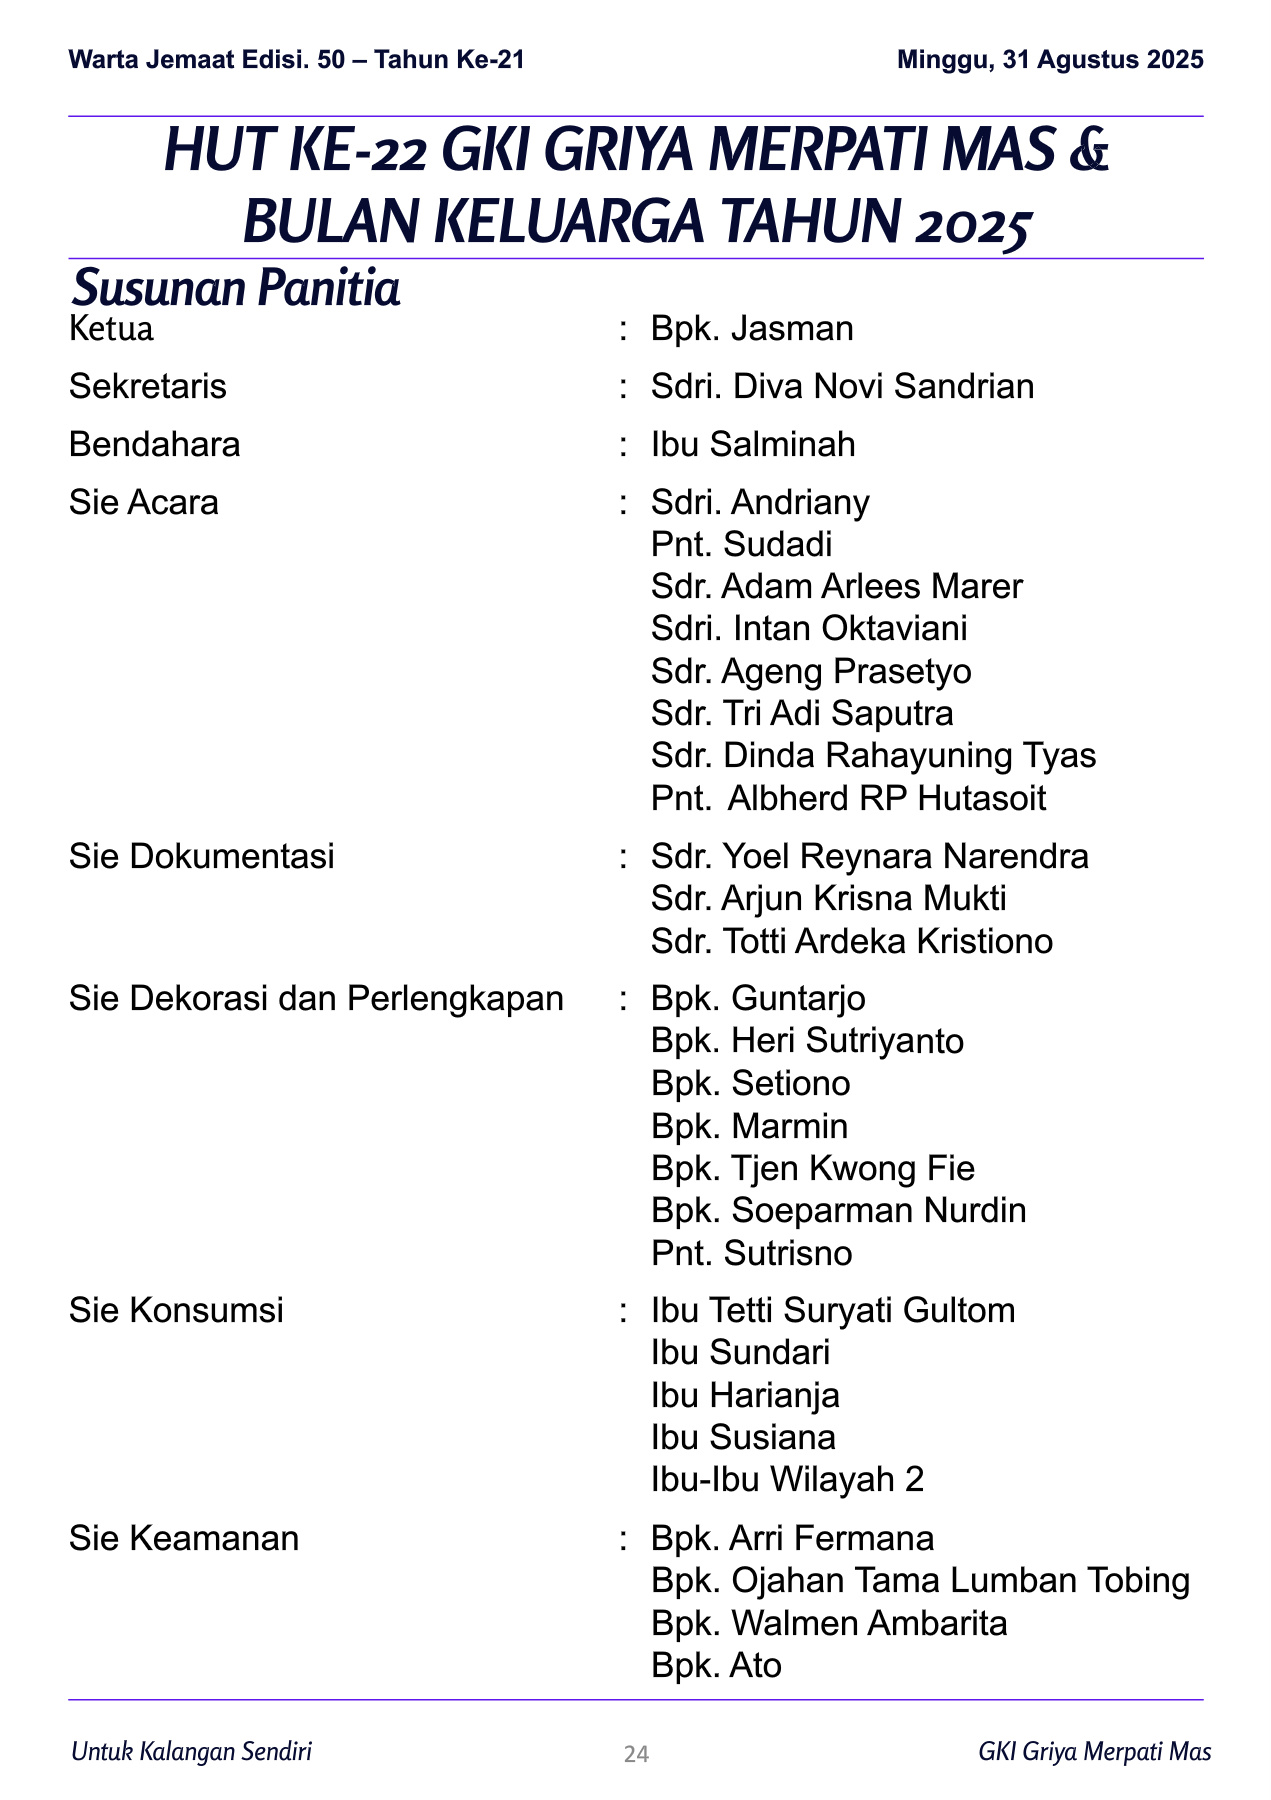 Warta Jemaat Edisi. 50 – Tahun Ke-21 Minggu, 31 Agustus 2025
HUT KE-22 GKI GRIYA MERPATI MAS &
BULAN KELUARGA TAHUN 2025
Susunan Panitia
Ketua : Bpk. Jasman
Sekretaris : Sdri. Diva Novi Sandrian
Bendahara : Ibu Salminah
Sie Acara : Sdri. Andriany
Pnt. Sudadi
Sdr. Adam Arlees Marer
Sdri. Intan Oktaviani
Sdr. Ageng Prasetyo
Sdr. Tri Adi Saputra
Sdr. Dinda Rahayuning Tyas
Pnt. Albherd RP Hutasoit
Sie Dokumentasi : Sdr. Yoel Reynara Narendra
Sdr. Arjun Krisna Mukti
Sdr. Totti Ardeka Kristiono
Sie Dekorasi dan Perlengkapan : Bpk. Guntarjo
Bpk. Heri Sutriyanto
Bpk. Setiono
Bpk. Marmin
Bpk. Tjen Kwong Fie
Bpk. Soeparman Nurdin
Pnt. Sutrisno
Sie Konsumsi : Ibu Tetti Suryati Gultom
Ibu Sundari
Ibu Harianja
Ibu Susiana
Ibu-Ibu Wilayah 2
Sie Keamanan : Bpk. Arri Fermana
Bpk. Ojahan Tama Lumban Tobing
Bpk. Walmen Ambarita
Bpk. Ato
Untuk Kalangan Sendiri 24 GKI Griya Merpati Mas